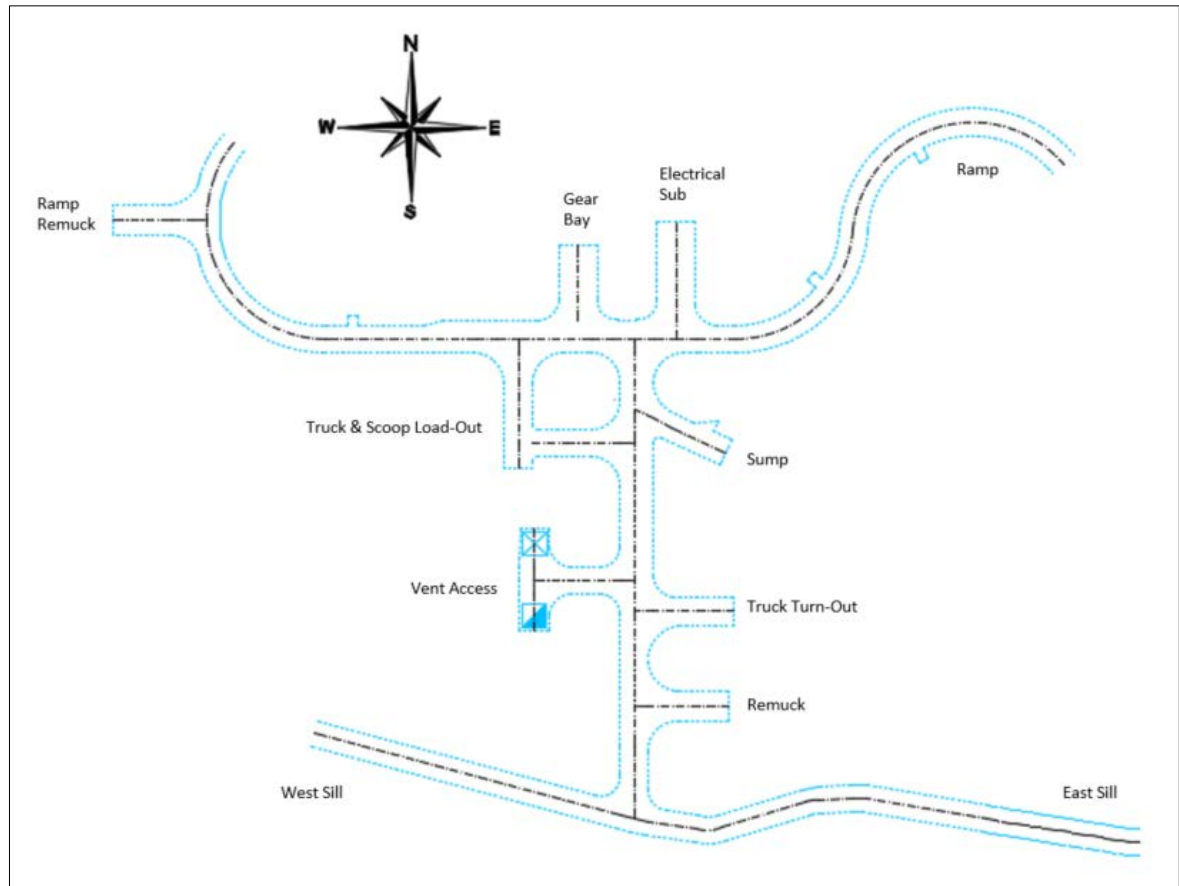 N
W
E
S
Electrical
Sub
Ramp
Gear
Bay
Ramp
Remuck
Truck & Scoop Load-Out
Sump
Vent Access
Truck Turn-Out
Remuck
West Sill
East Sill